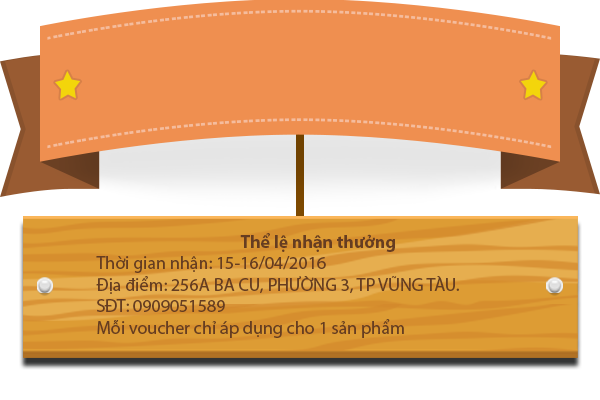 Thể lệ nhận thưởng
Thời gian nhận: 15-16/04/2016
Địa điểm: 256A BA CU, PHƯỜNG 3, TP VŨNG TÀU.
SĐT: 0909051589
Mỗi voucher chỉ áp dụng cho 1 sản phẩm